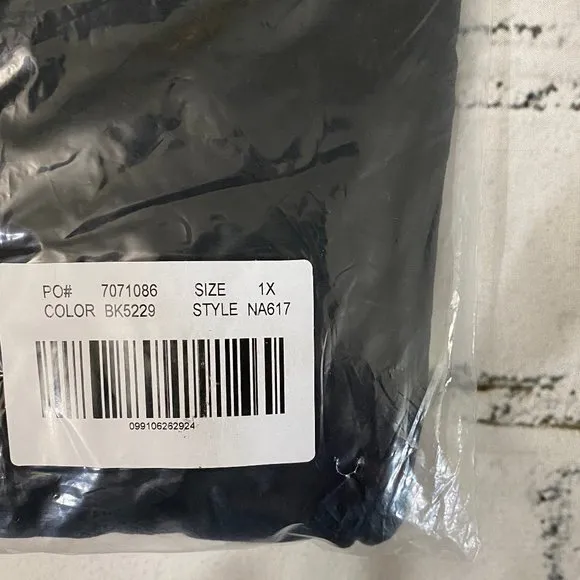 PO# 7071086 SIZE 1X
COLOR BK5229 STYLE NA617
099106262924